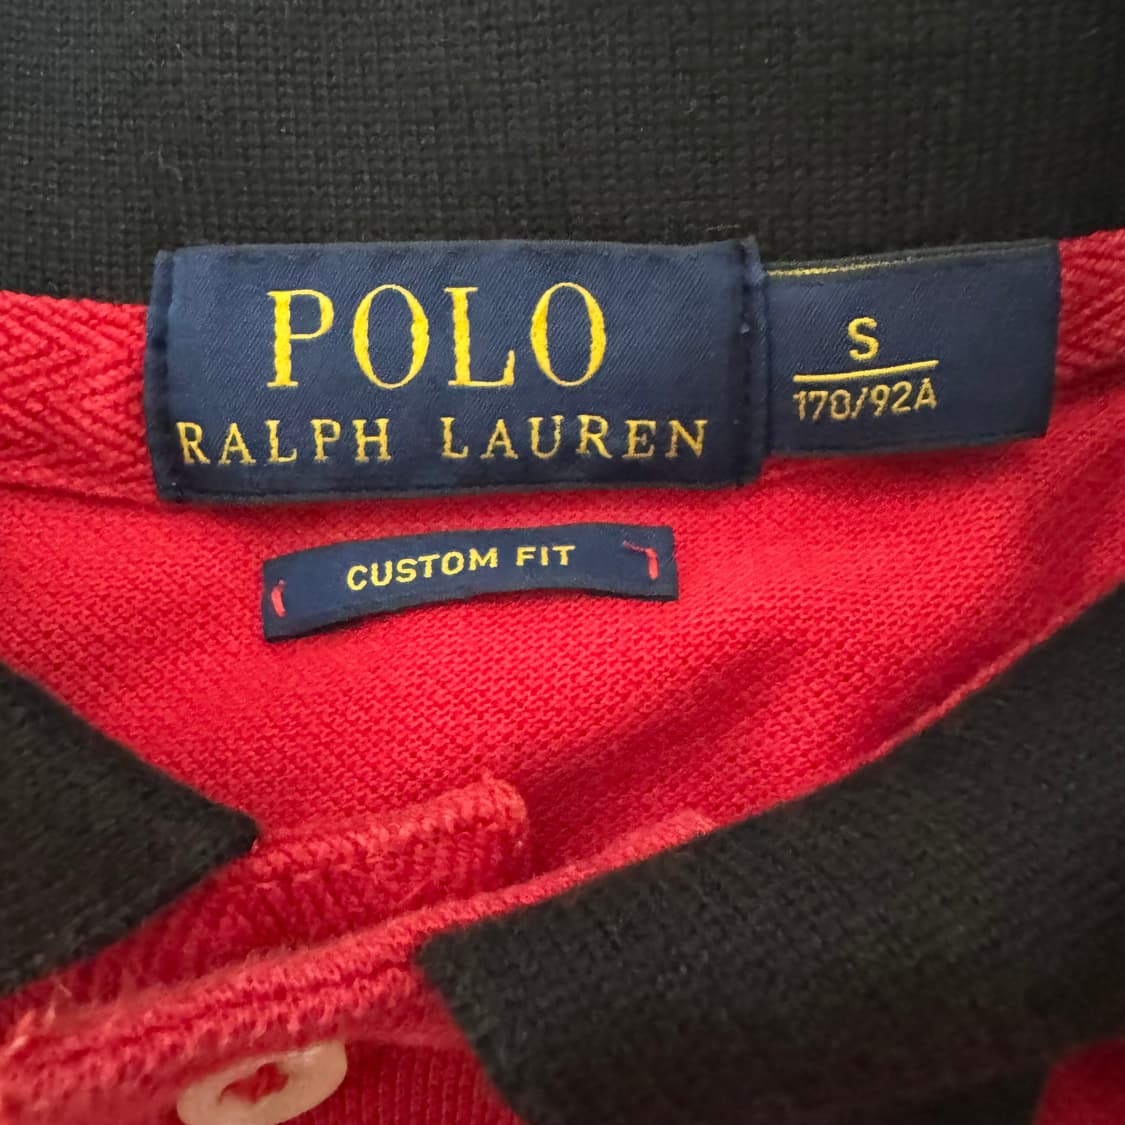 POLO
RALPH LAUREN
S
170/92A
CUSTOM FIT